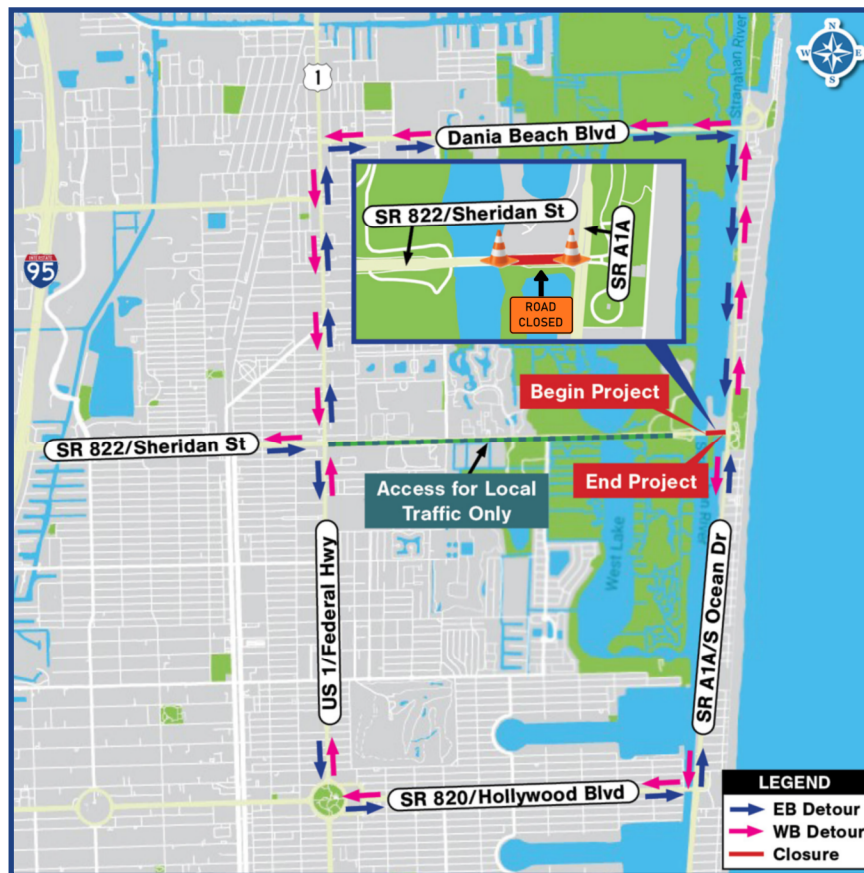 N
W
E
S
Stranahan River
1
Dania Beach Blvd
SR 822/Sheridan St
SR A1A
ROAD
CLOSED
INTERSTATE
95
Begin Project
SR 822/Sheridan St
End Project
Access for Local
Traffic Only
West Lake
US 1/Federal Hwy
SR A1A/S Ocean Dr
SR 820/Hollywood Blvd
LEGEND
EB Detour
WB Detour
Closure